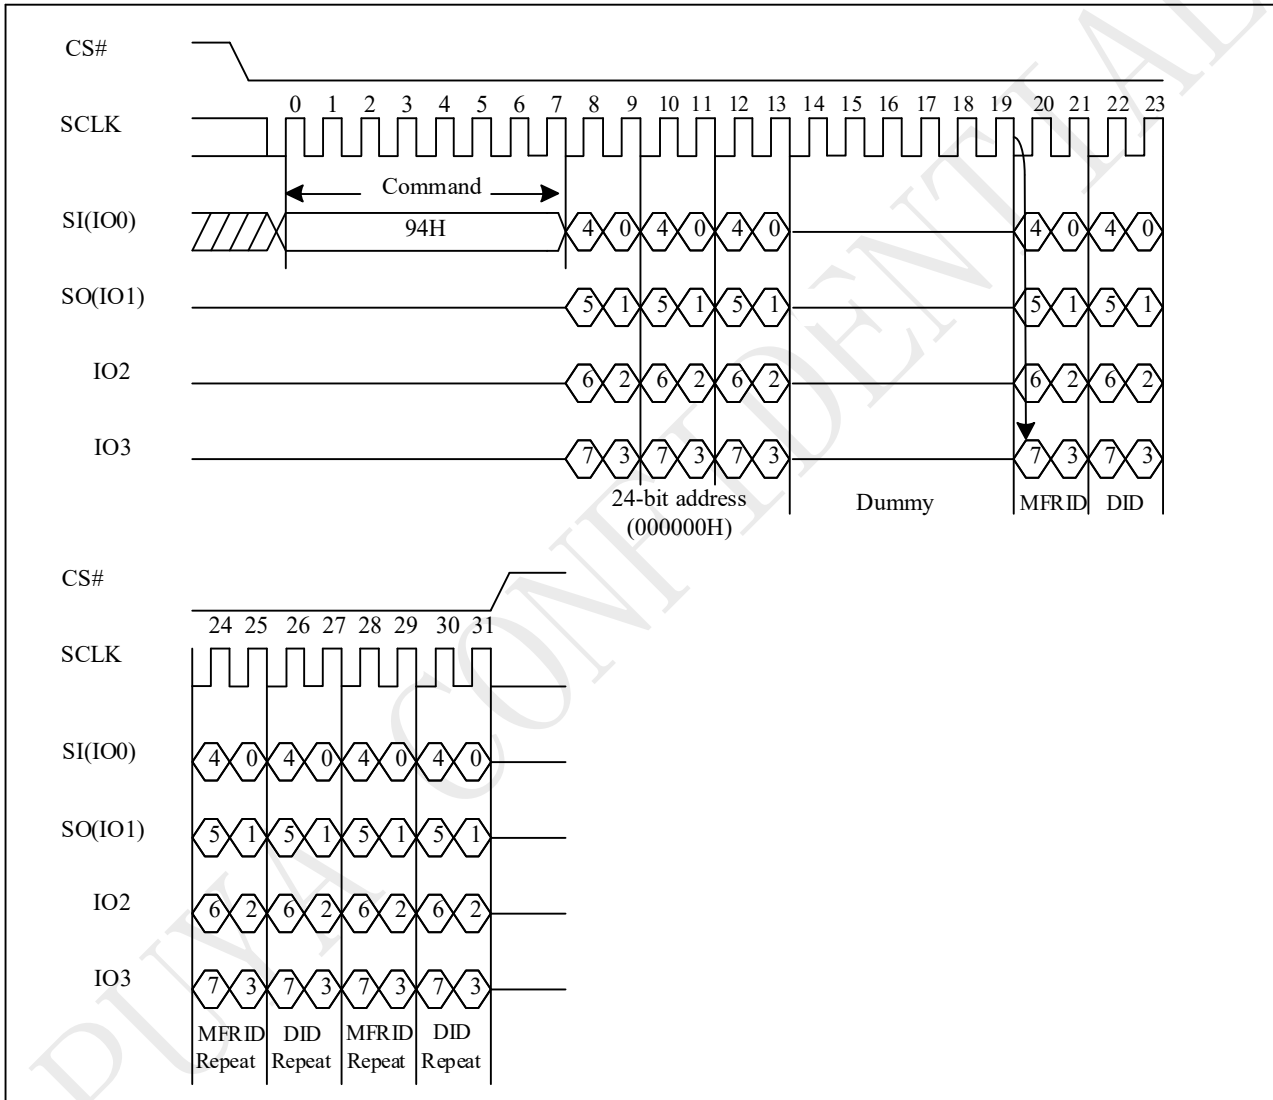 CS#
0 1 2 3 4 5 6 7 8 9 10 11 12 13 14 15 16 17 18 19 20 21 22 23
SCLK
Command
SI(IO0) 94H 4 0 4 0 4 0 4 0 4 0
SO(IO1) 5 1 5 1 5 1 5 1 5 1
IO2 6 2 6 2 6 2 6 2 6 2
IO3 7 3 7 3 7 3 7 3 7 3
24-bit address Dummy MFRID DID
(000000H)
CS#
24 25 26 27 28 29 30 31
SCLK
SI(IO0) 4 0 4 0 4 0 4 0
SO(IO1) 5 1 5 1 5 1 5 1
IO2 6 2 6 2 6 2 6 2
IO3 7 3 7 3 7 3 7 3
MFRID DID MFRID DID
Repeat Repeat Repeat Repeat
PUYA CONFIDENTIAL